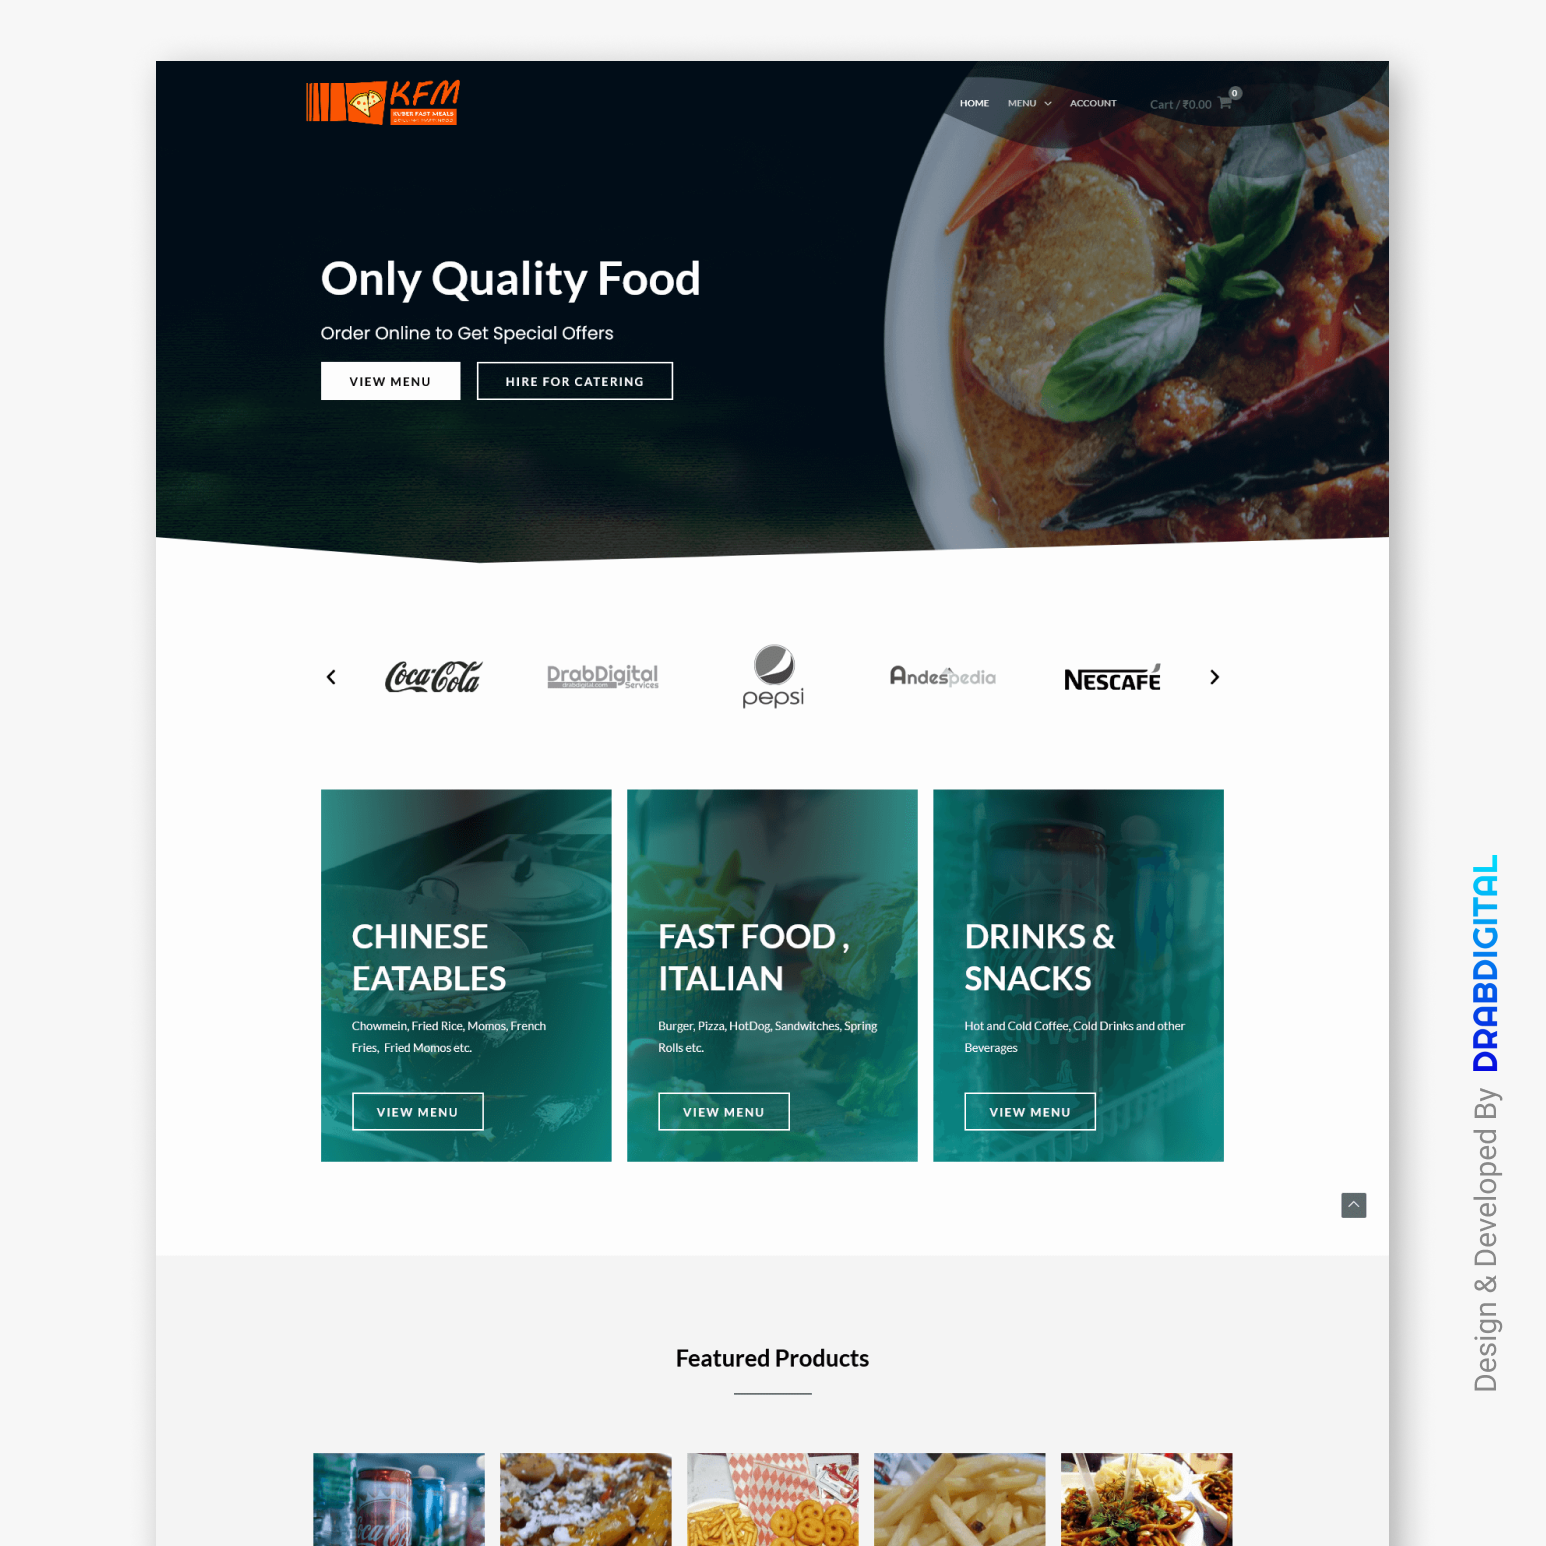 KFM
KUBER FAST MEALS
HOME
MENU
ACCOUNT
Cart / ₹0.00
0
Only Quality Food
Order Online to Get Special Offers
VIEW MENU
HIRE FOR CATERING
Coca-Cola
DrabDigital
drabdigital.com Services
pepsi
Andespedia
NESCAFÉ
CHINESE
EATABLES
Chowmein, Fried Rice, Momos, French
Fries, Fried Momos etc.
VIEW MENU
FAST FOOD ,
ITALIAN
Burger, Pizza, HotDog, Sandwitches, Spring
Rolls etc.
VIEW MENU
DRINKS &
SNACKS
Hot and Cold Coffee, Cold Drinks and other
Beverages
VIEW MENU
Featured Products
Design & Developed By DRABDIGITAL